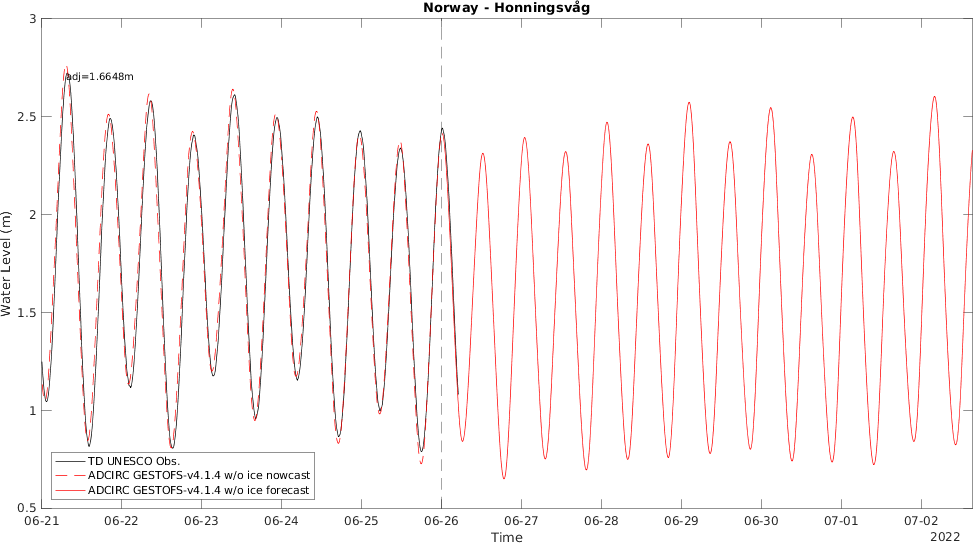 Norway - Honningsvåg
3
adj=1.6648m
2.5
2
Water Level (m)
1.5
1
TD UNESCO Obs.
ADCIRC GESTOFS-v4.1.4 w/o ice nowcast
ADCIRC GESTOFS-v4.1.4 w/o ice forecast
0.5
06-21 06-22 06-23 06-24 06-25 06-26 06-27 06-28 06-29 06-30 07-01 07-02
Time
2022